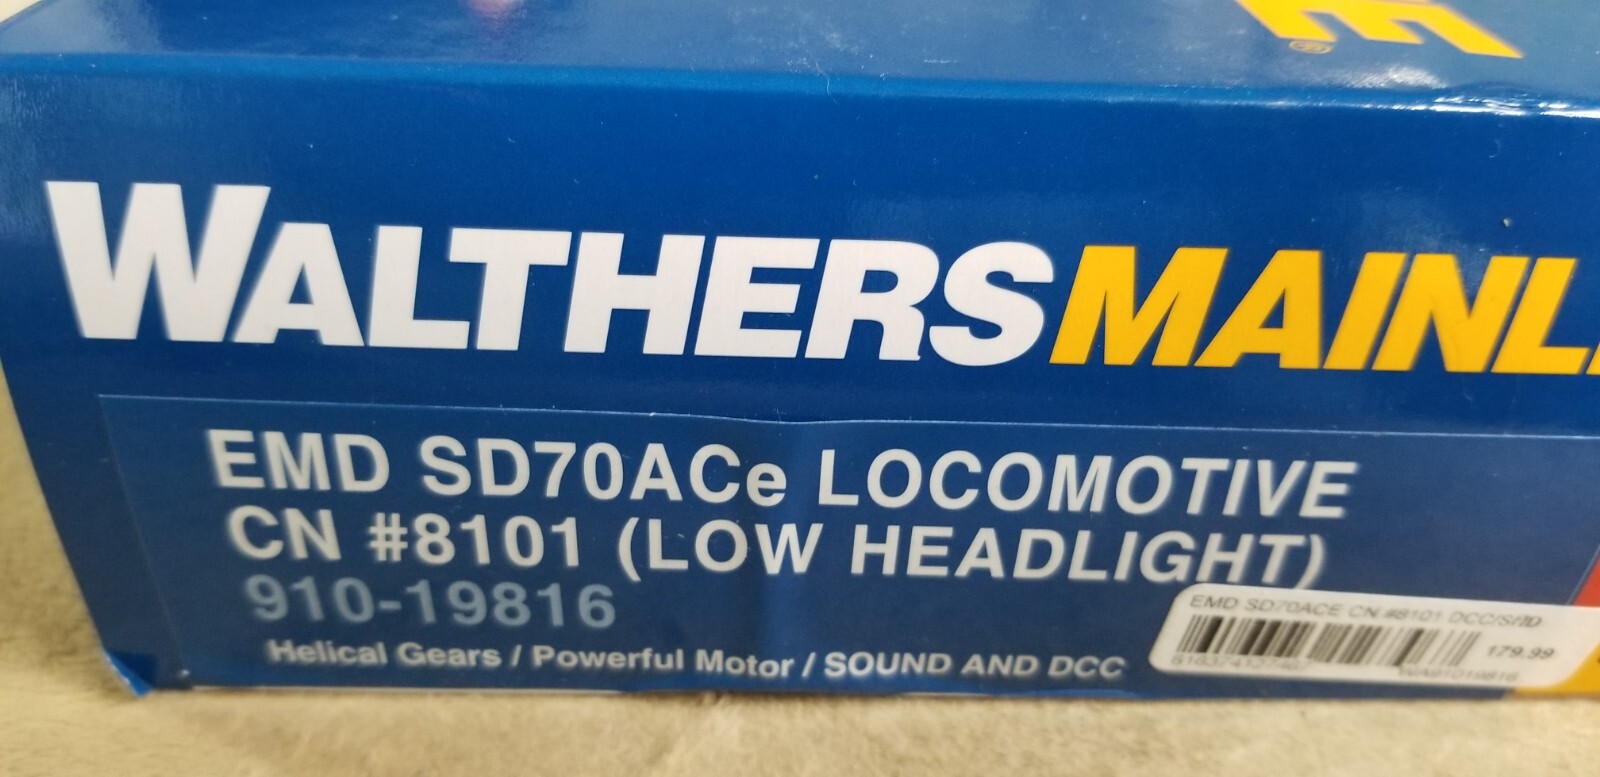 E®
WALTHERSMAINL
EMD SD70ACe LOCOMOTIVE
CN #8101 (LOW HEADLIGHT)
910-19816
Helical Gears / Powerful Motor / SOUND AND DCC
EMD SD70ACE CN #8101 DCC/SND
179.99
WA91019816